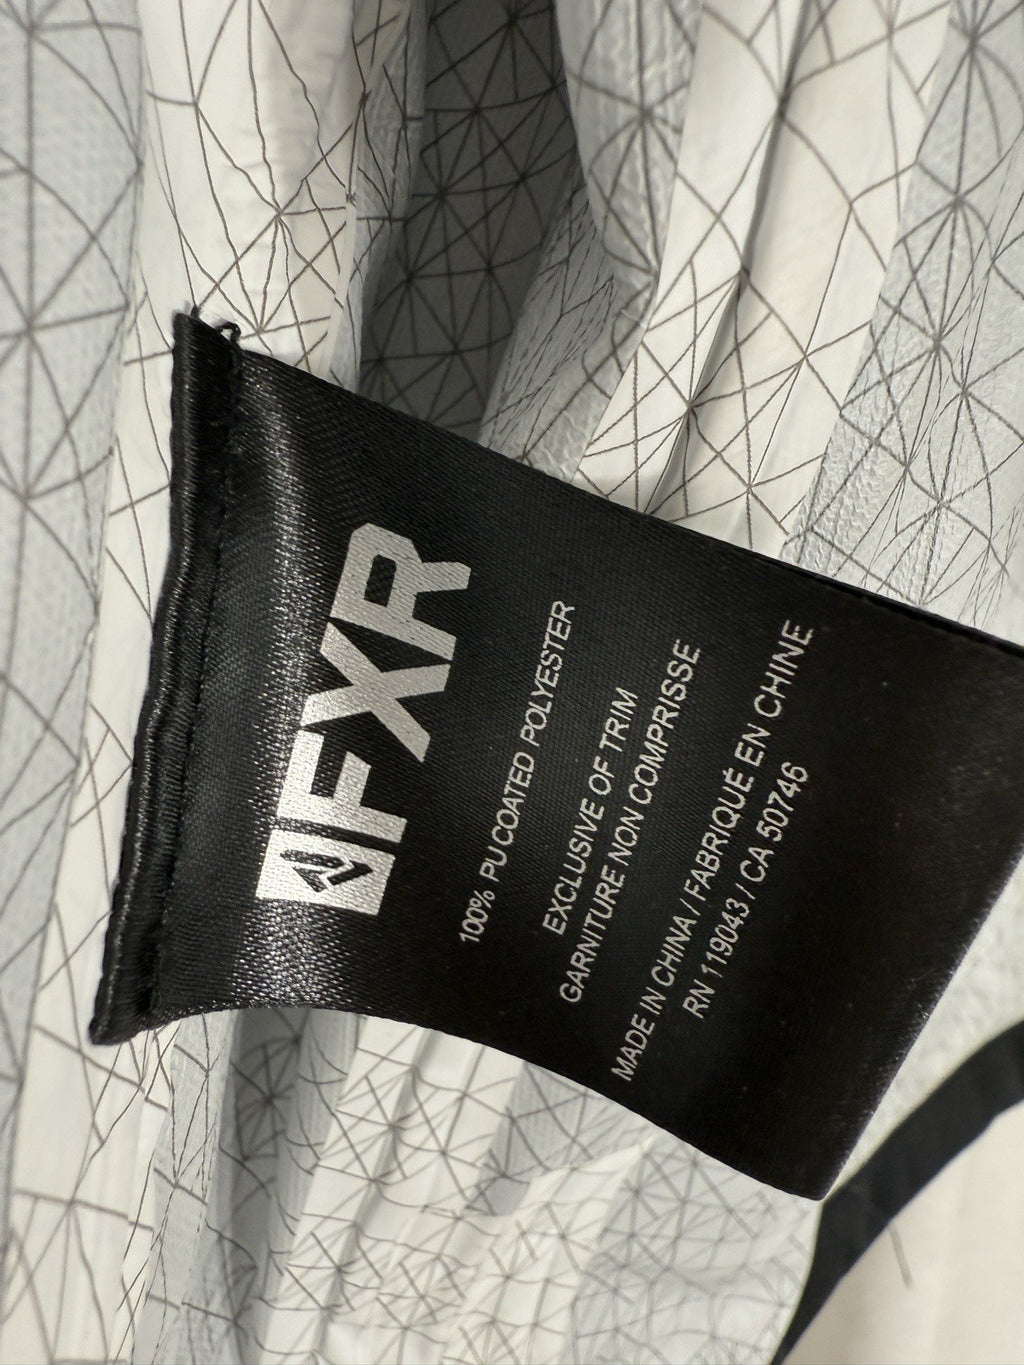 FXR
100% PU COATED POLYESTER
EXCLUSIVE OF TRIM
GARNITURE NON COMPRISSE.
MADE IN CHINA / FABRIQUÉ EN CHINE.
RN 119043 / CA 50746